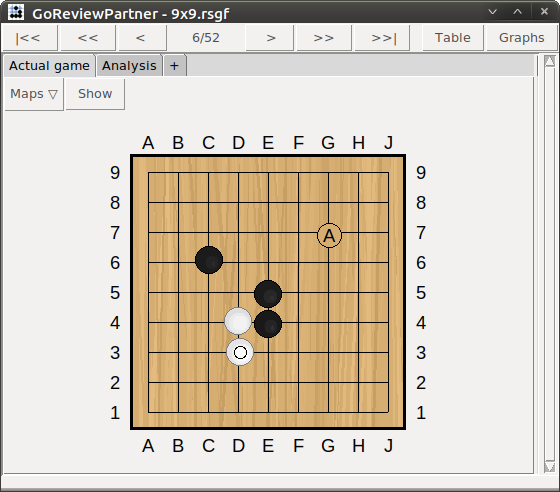 GoReviewPartner - 9x9.rsgf
|<< << < 6/52 > >> >>| Table Graphs
Actual game Analysis +
Maps ▽ Show
A B C D E F G H J
9 9
8 8
7 A 7
6 6
5 5
4 4
3 3
2 2
1 1
A B C D E F G H J